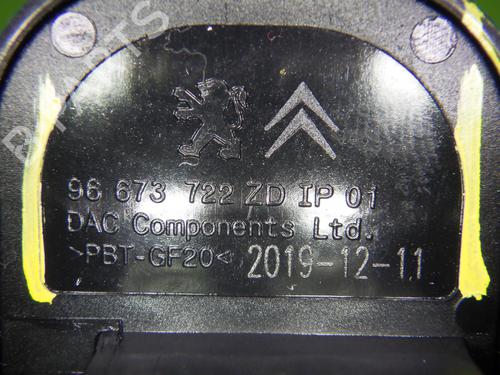 96 673 722 ZD IP 01
DAC Components Ltd.
>PBT-GF20< 2019-12-11